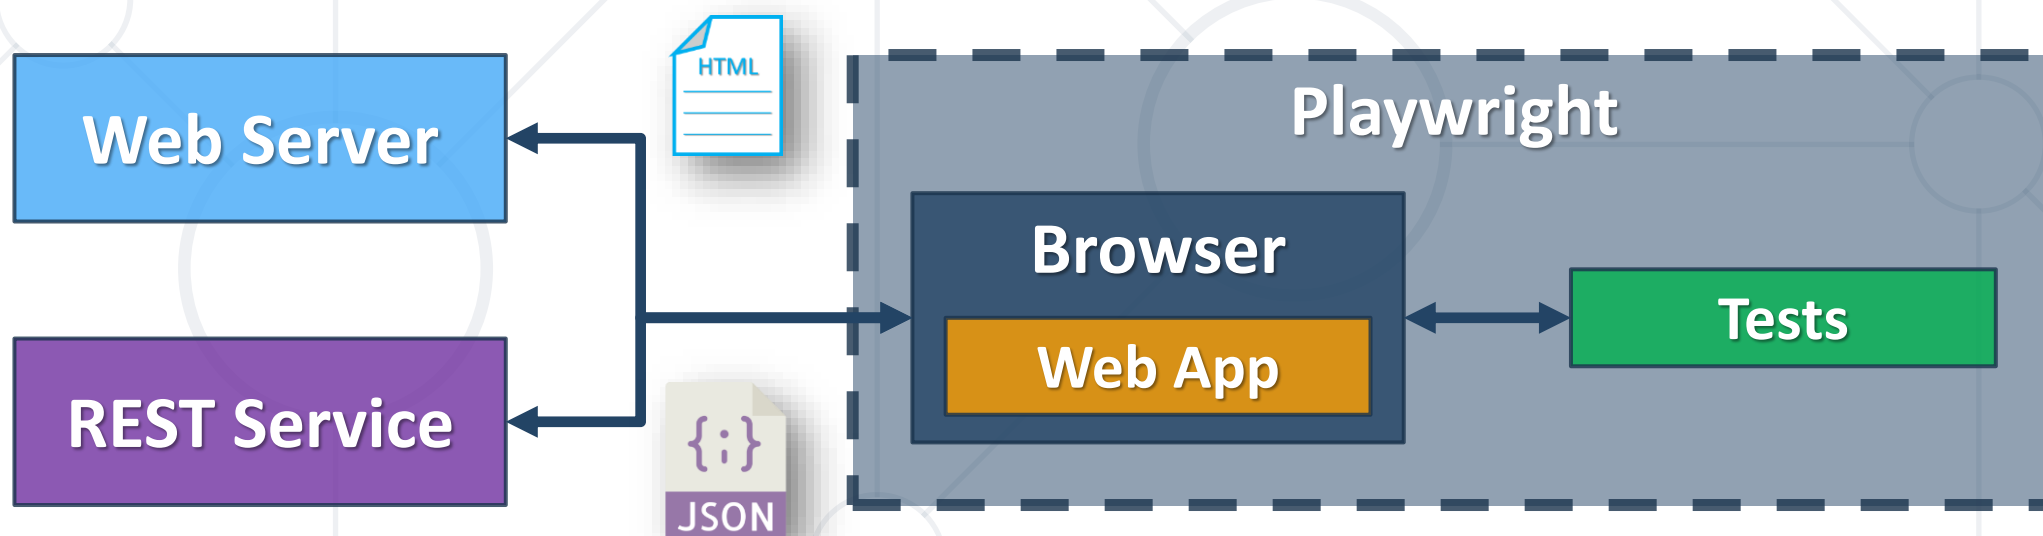 HTML
Web Server
Playwright
Browser
Web App
Tests
REST Service
{;}
JSON